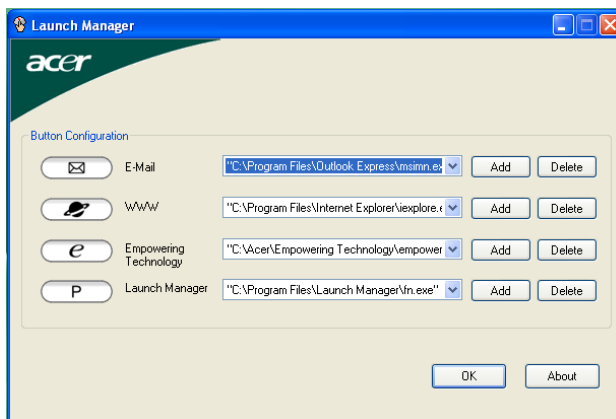 Launch Manager
acer
Button Configuration
E-Mail "C:\Program Files\Outlook Express\msimn.ex Add Delete
WWW "C:\Program Files\Internet Explorer\iexplore.e Add Delete
e Empowering Technology "C:\Acer\Empowering Technology\empower Add Delete
P Launch Manager "C:\Program Files\Launch Manager\fn.exe" Add Delete
OK About